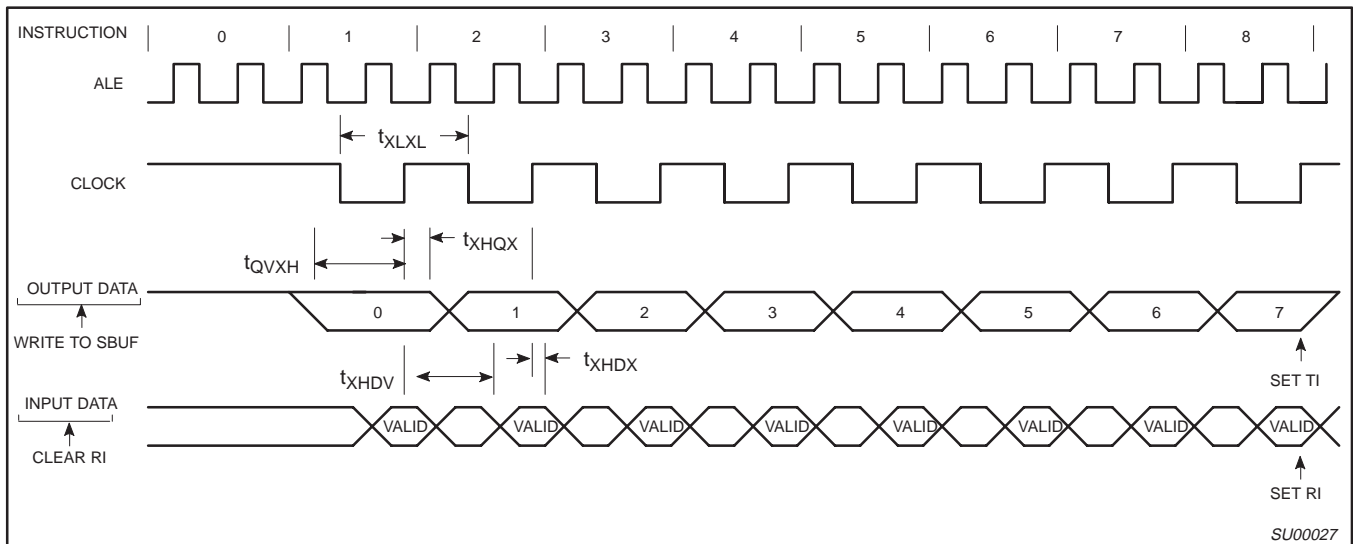 INSTRUCTION 0 1 2 3 4 5 6 7 8
ALE
tXLXL
CLOCK
tXHQX
tQVXH
OUTPUT DATA
0 1 2 3 4 5 6 7
WRITE TO SBUF
tXHDX
tXHDV
SET TI
INPUT DATA
VALID VALID VALID VALID VALID VALID VALID VALID
CLEAR RI
SET RI
SU00027